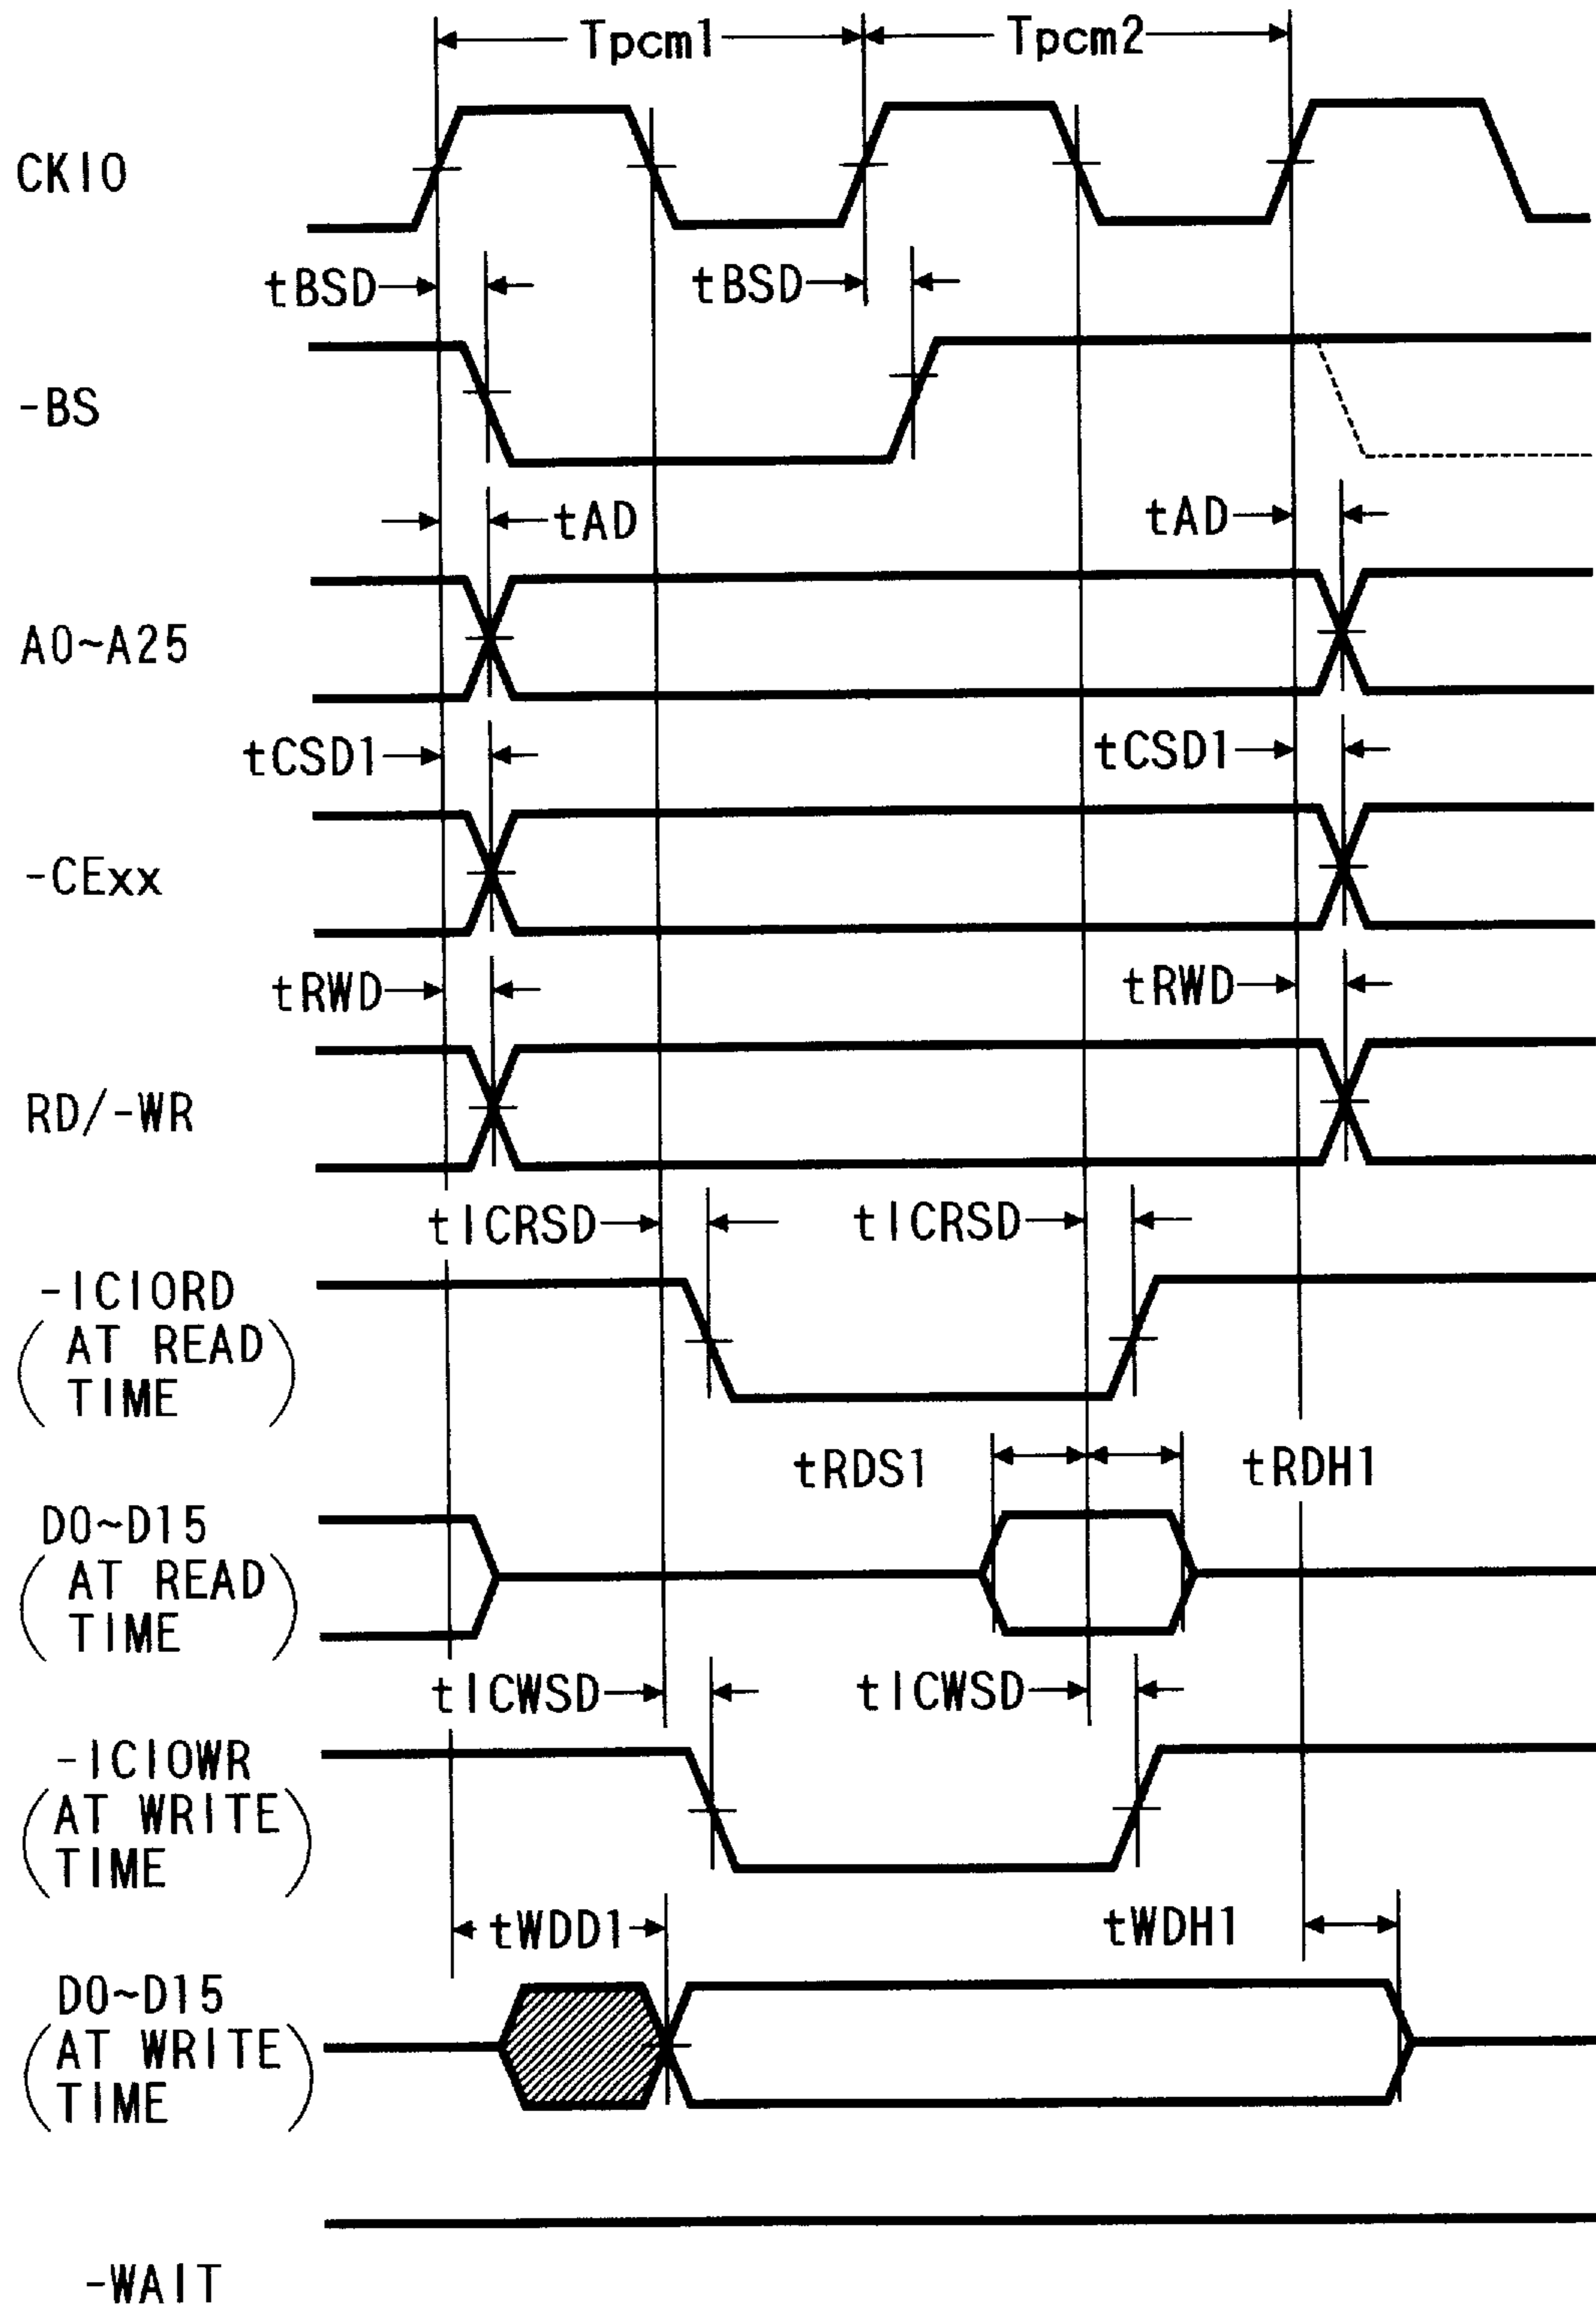 Tpcm1 Tpcm2
CKIO
tBSD tBSD
-BS
tAD tAD
A0~A25
tCSD1 tCSD1
-CExx
tRWD tRWD
RD/-WR
tICRSD tICRSD
-ICIORD
(AT READ
TIME)
tRDS1 tRDH1
D0~D15
(AT READ
TIME)
tICWSD tICWSD
-ICIOWR
(AT WRITE
TIME)
tWDD1 tWDH1
D0~D15
(AT WRITE
TIME)
-WAIT